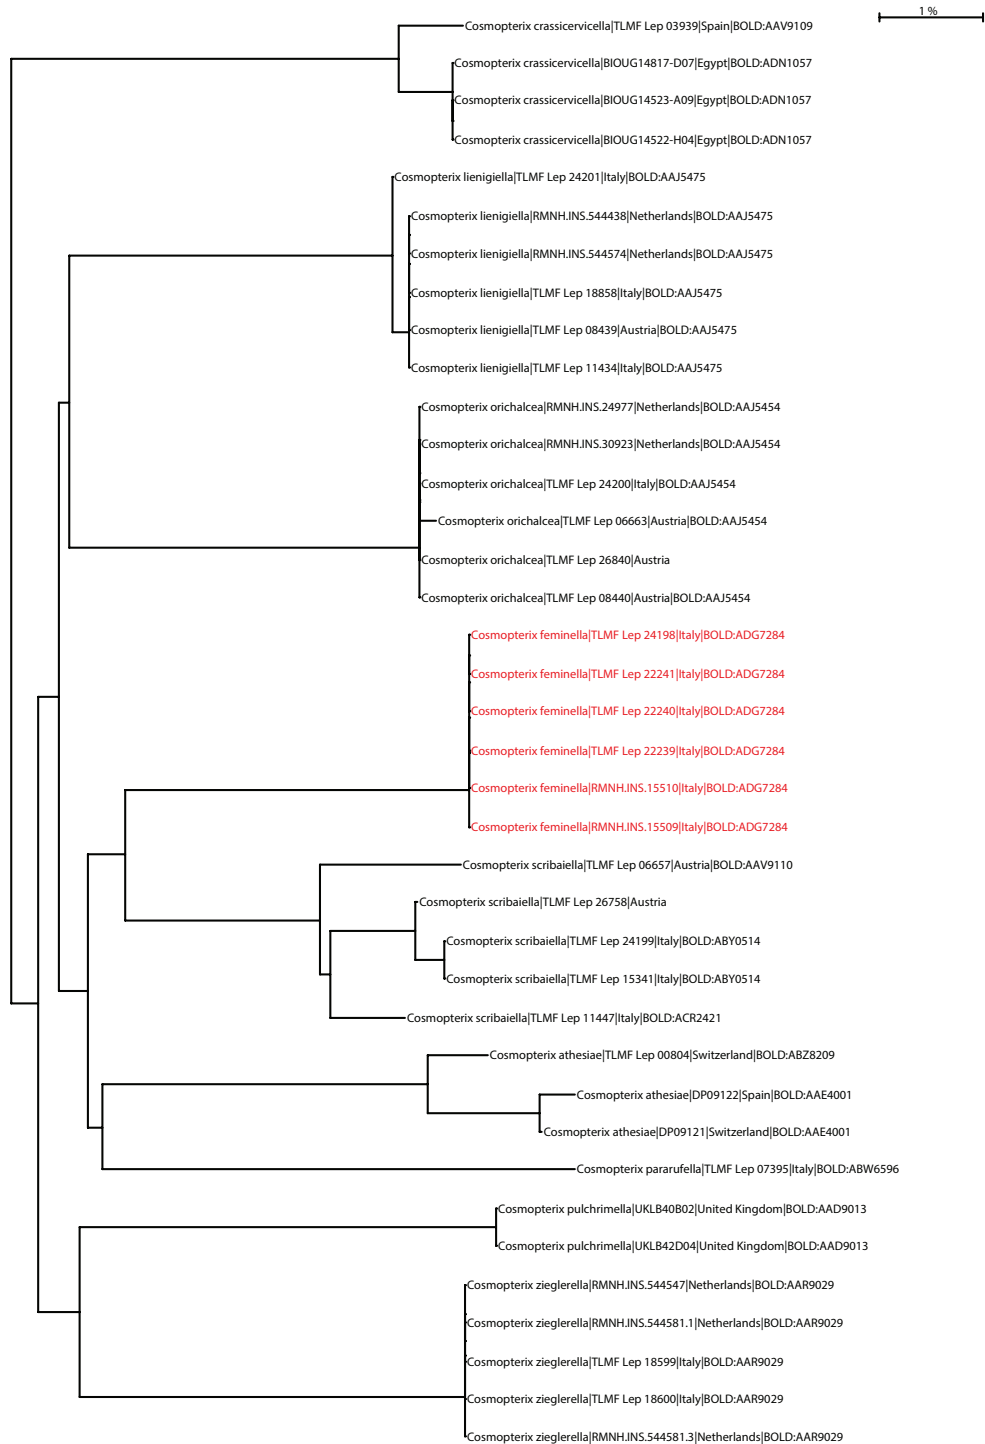 1 %
Cosmopterix crassicervicella|TLMF Lep 03939|Spain|BOLD:AAV9109
Cosmopterix crassicervicella|BIOUG14817-D07|Egypt|BOLD:ADN1057
Cosmopterix crassicervicella|BIOUG14523-A09|Egypt|BOLD:ADN1057
Cosmopterix crassicervicella|BIOUG14522-H04|Egypt|BOLD:ADN1057
Cosmopterix lienigiella|TLMF Lep 24201|Italy|BOLD:AAJ5475
Cosmopterix lienigiella|RMNH.INS.544438|Netherlands|BOLD:AAJ5475
Cosmopterix lienigiella|RMNH.INS.544574|Netherlands|BOLD:AAJ5475
Cosmopterix lienigiella|TLMF Lep 18858|Italy|BOLD:AAJ5475
Cosmopterix lienigiella|TLMF Lep 08439|Austria|BOLD:AAJ5475
Cosmopterix lienigiella|TLMF Lep 11434|Italy|BOLD:AAJ5475
Cosmopterix orichalcea|RMNH.INS.24977|Netherlands|BOLD:AAJ5454
Cosmopterix orichalcea|RMNH.INS.30923|Netherlands|BOLD:AAJ5454
Cosmopterix orichalcea|TLMF Lep 24200|Italy|BOLD:AAJ5454
Cosmopterix orichalcea|TLMF Lep 06663|Austria|BOLD:AAJ5454
Cosmopterix orichalcea|TLMF Lep 26840|Austria
Cosmopterix orichalcea|TLMF Lep 08440|Austria|BOLD:AAJ5454
Cosmopterix feminella|TLMF Lep 24198|Italy|BOLD:ADG7284
Cosmopterix feminella|TLMF Lep 22241|Italy|BOLD:ADG7284
Cosmopterix feminella|TLMF Lep 22240|Italy|BOLD:ADG7284
Cosmopterix feminella|TLMF Lep 22239|Italy|BOLD:ADG7284
Cosmopterix feminella|RMNH.INS.15510|Italy|BOLD:ADG7284
Cosmopterix feminella|RMNH.INS.15509|Italy|BOLD:ADG7284
Cosmopterix scribaiella|TLMF Lep 06657|Austria|BOLD:AAV9110
Cosmopterix scribaiella|TLMF Lep 26758|Austria
Cosmopterix scribaiella|TLMF Lep 24199|Italy|BOLD:ABY0514
Cosmopterix scribaiella|TLMF Lep 15341|Italy|BOLD:ABY0514
Cosmopterix scribaiella|TLMF Lep 11447|Italy|BOLD:ACR2421
Cosmopterix athesiae|TLMF Lep 00804|Switzerland|BOLD:ABZ8209
Cosmopterix athesiae|DP09122|Spain|BOLD:AAE4001
Cosmopterix athesiae|DP09121|Switzerland|BOLD:AAE4001
Cosmopterix pararufella|TLMF Lep 07395|Italy|BOLD:ABW6596
Cosmopterix pulchrimella|UKLB40B02|United Kingdom|BOLD:AAD9013
Cosmopterix pulchrimella|UKLB42D04|United Kingdom|BOLD:AAD9013
Cosmopterix zieglerella|RMNH.INS.544547|Netherlands|BOLD:AAR9029
Cosmopterix zieglerella|RMNH.INS.544581.1|Netherlands|BOLD:AAR9029
Cosmopterix zieglerella|TLMF Lep 18599|Italy|BOLD:AAR9029
Cosmopterix zieglerella|TLMF Lep 18600|Italy|BOLD:AAR9029
Cosmopterix zieglerella|RMNH.INS.544581.3|Netherlands|BOLD:AAR9029